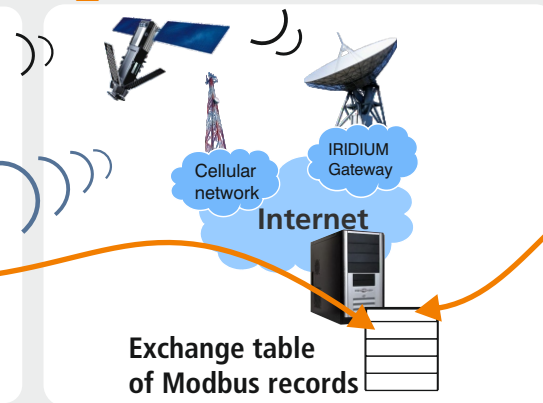 Cellular
network
IRIDIUM
Gateway
Internet
Exchange table
of Modbus records